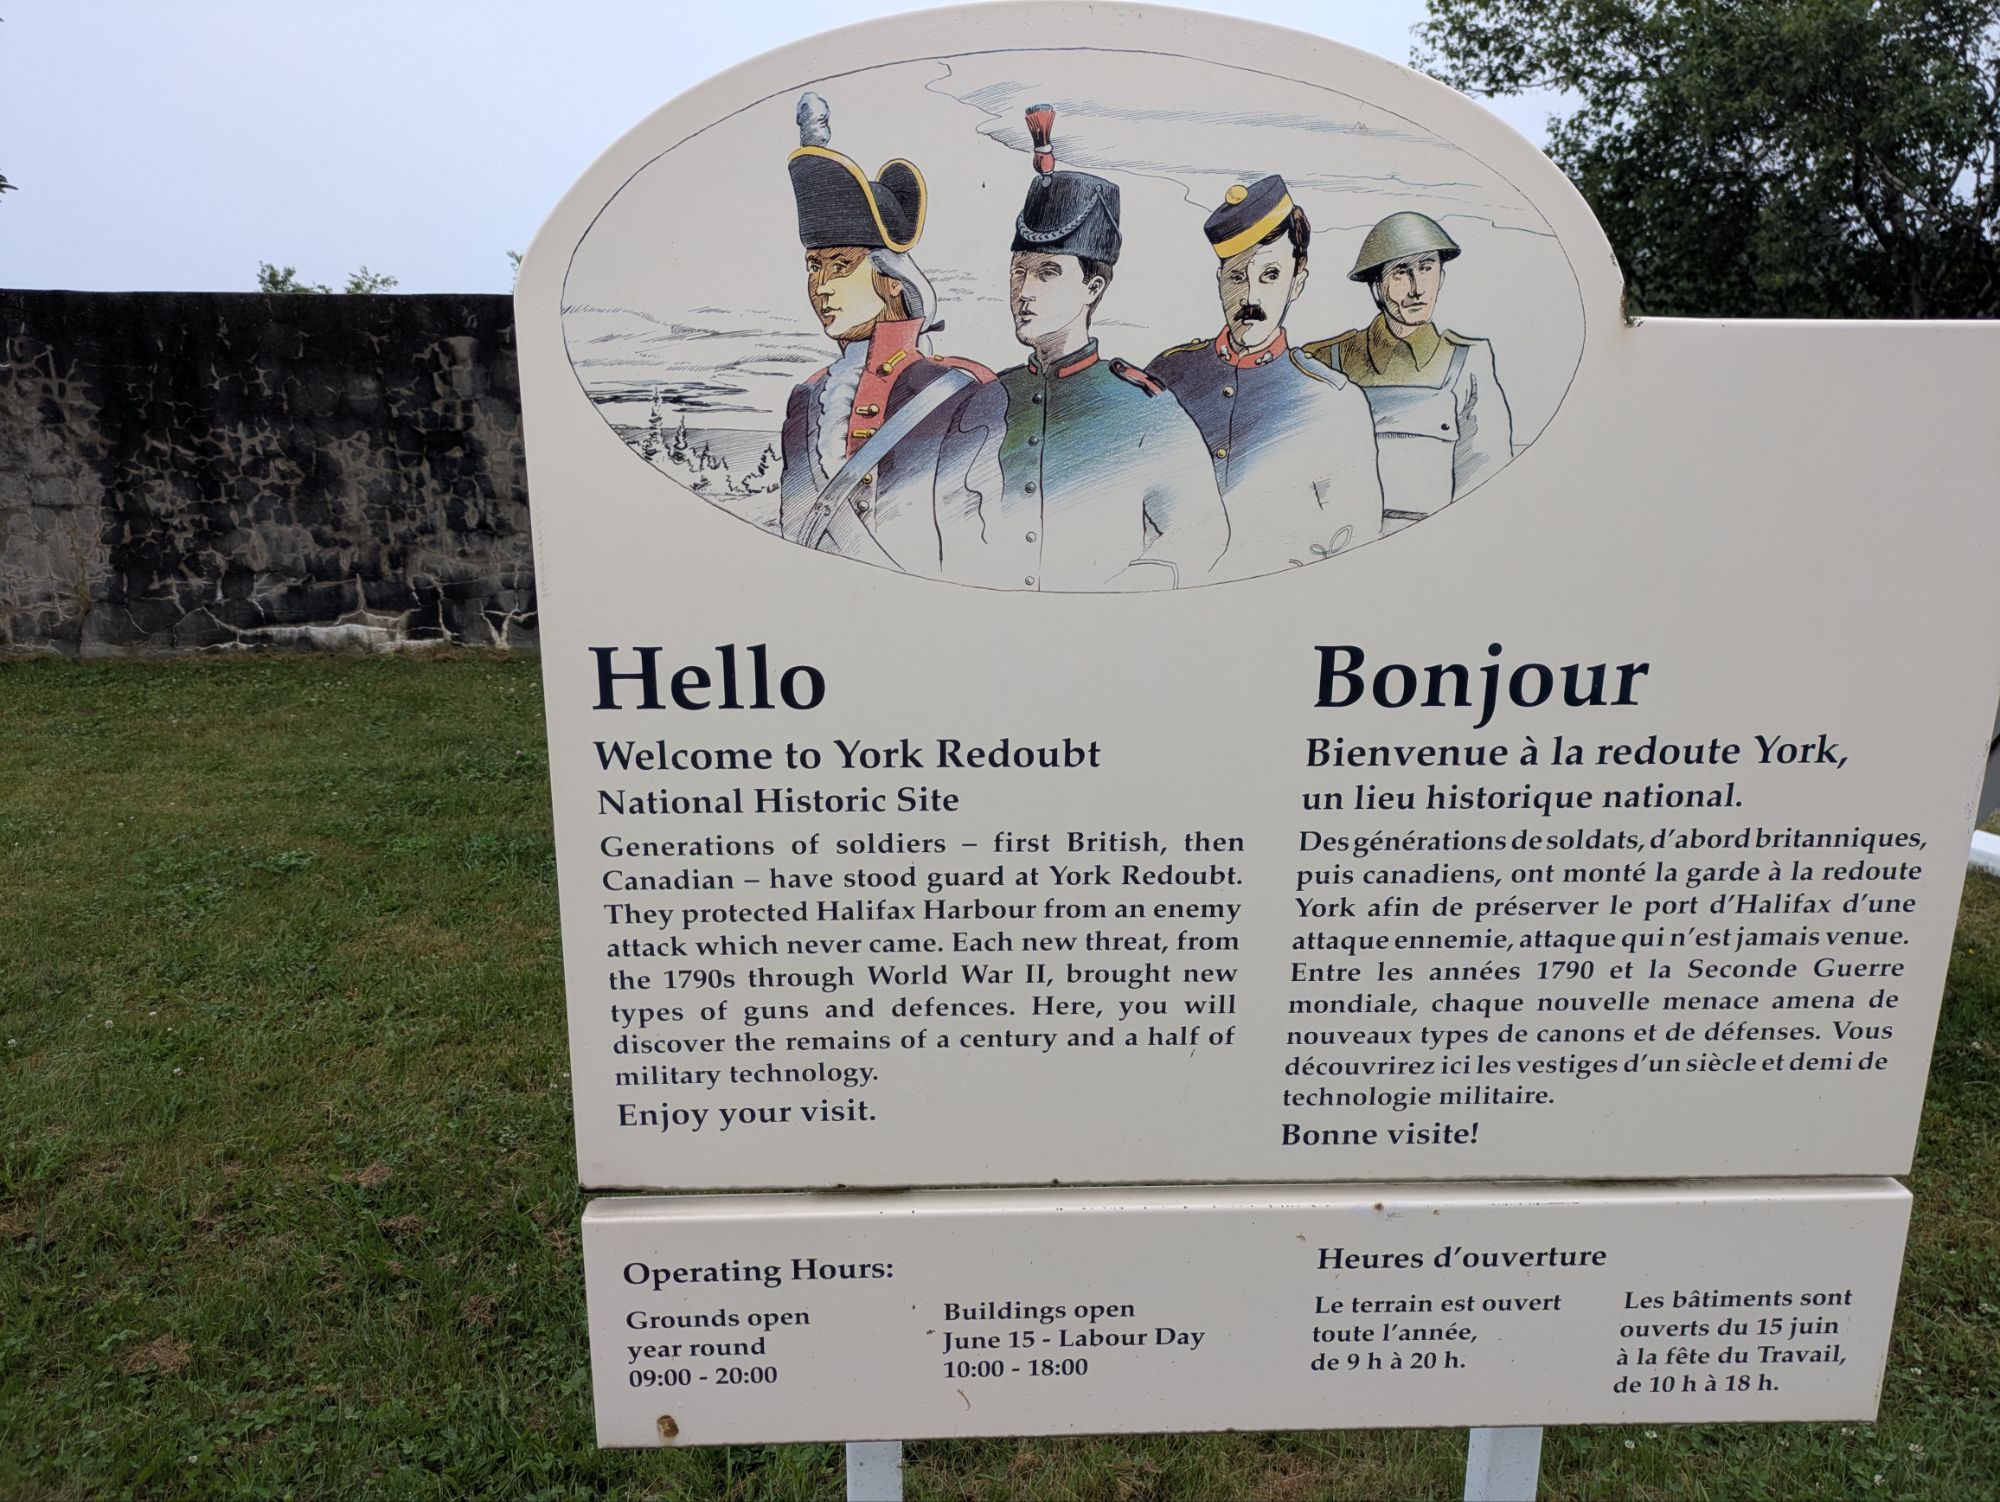 Hello
Welcome to York Redoubt
National Historic Site
Generations of soldiers – first British, then
Canadian – have stood guard at York Redoubt.
They protected Halifax Harbour from an enemy
attack which never came. Each new threat, from
the 1790s through World War II, brought new
types of guns and defences. Here, you will
discover the remains of a century and a half of
military technology.
Enjoy your visit.
Bonjour
Bienvenue à la redoute York,
un lieu historique national.
Des générations de soldats, d'abord britanniques,
puis canadiens, ont monté la garde à la redoute
York afin de préserver le port d'Halifax d'une
attaque ennemie, attaque qui n'est jamais venue.
Entre les années 1790 et la Seconde Guerre
mondiale, chaque nouvelle menace amena de
nouveaux types de canons et de défenses. Vous
découvrirez ici les vestiges d'un siècle et demi de
technologie militaire.
Bonne visite!
Operating Hours:
Grounds open
year round
09:00 - 20:00
Buildings open
June 15 - Labour Day
10:00 - 18:00
Heures d'ouverture
Le terrain est ouvert
toute l'année,
de 9 h à 20 h.
Les bâtiments sont
ouverts du 15 juin
à la fête du Travail,
de 10 h à 18 h.